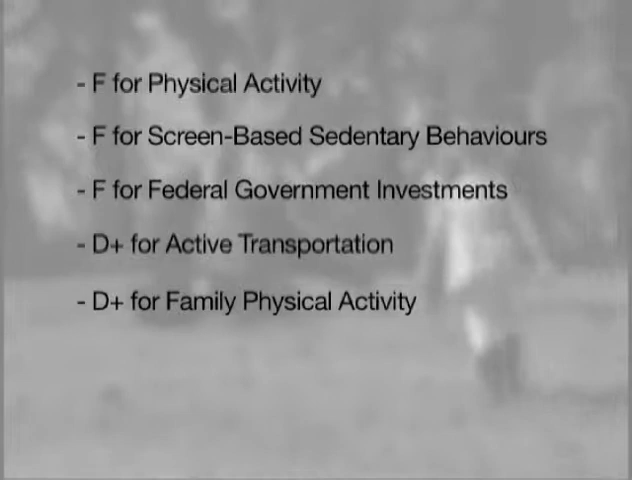 - F for Physical Activity
- F for Screen-Based Sedentary Behaviours
- F for Federal Government Investments
- D+ for Active Transportation
- D+ for Family Physical Activity